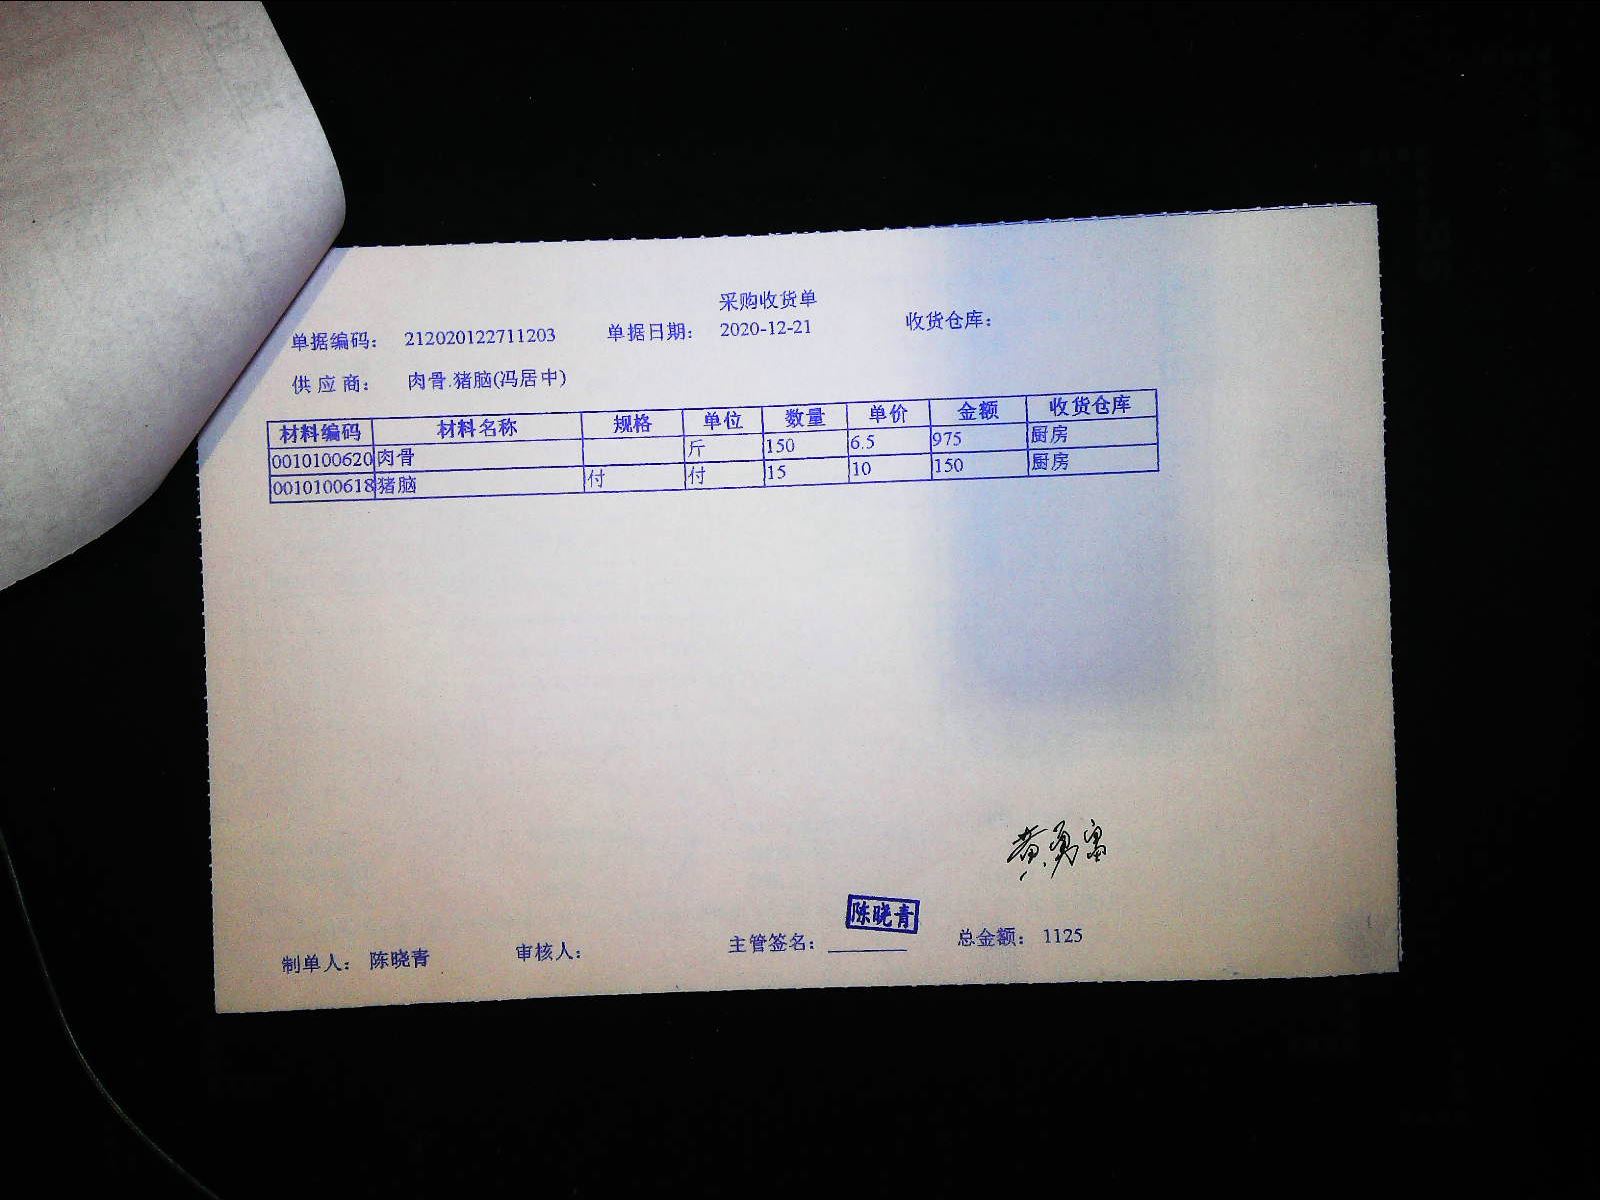 采购收货单
单据编码： 212020122711203 单据日期： 2020-12-21 收货仓库：
供应商： 肉骨.猪脑(冯居中)
材料编码 材料名称 规格 单位 数量 单价 金额 收货仓库
0010100620 肉骨 斤 150 6.5 975 厨房
0010100618 猪脑 付 付 15 10 150 厨房
黄勇富
陈晓青
制单人： 陈晓青 审核人： 主管签名： 总金额： 1125